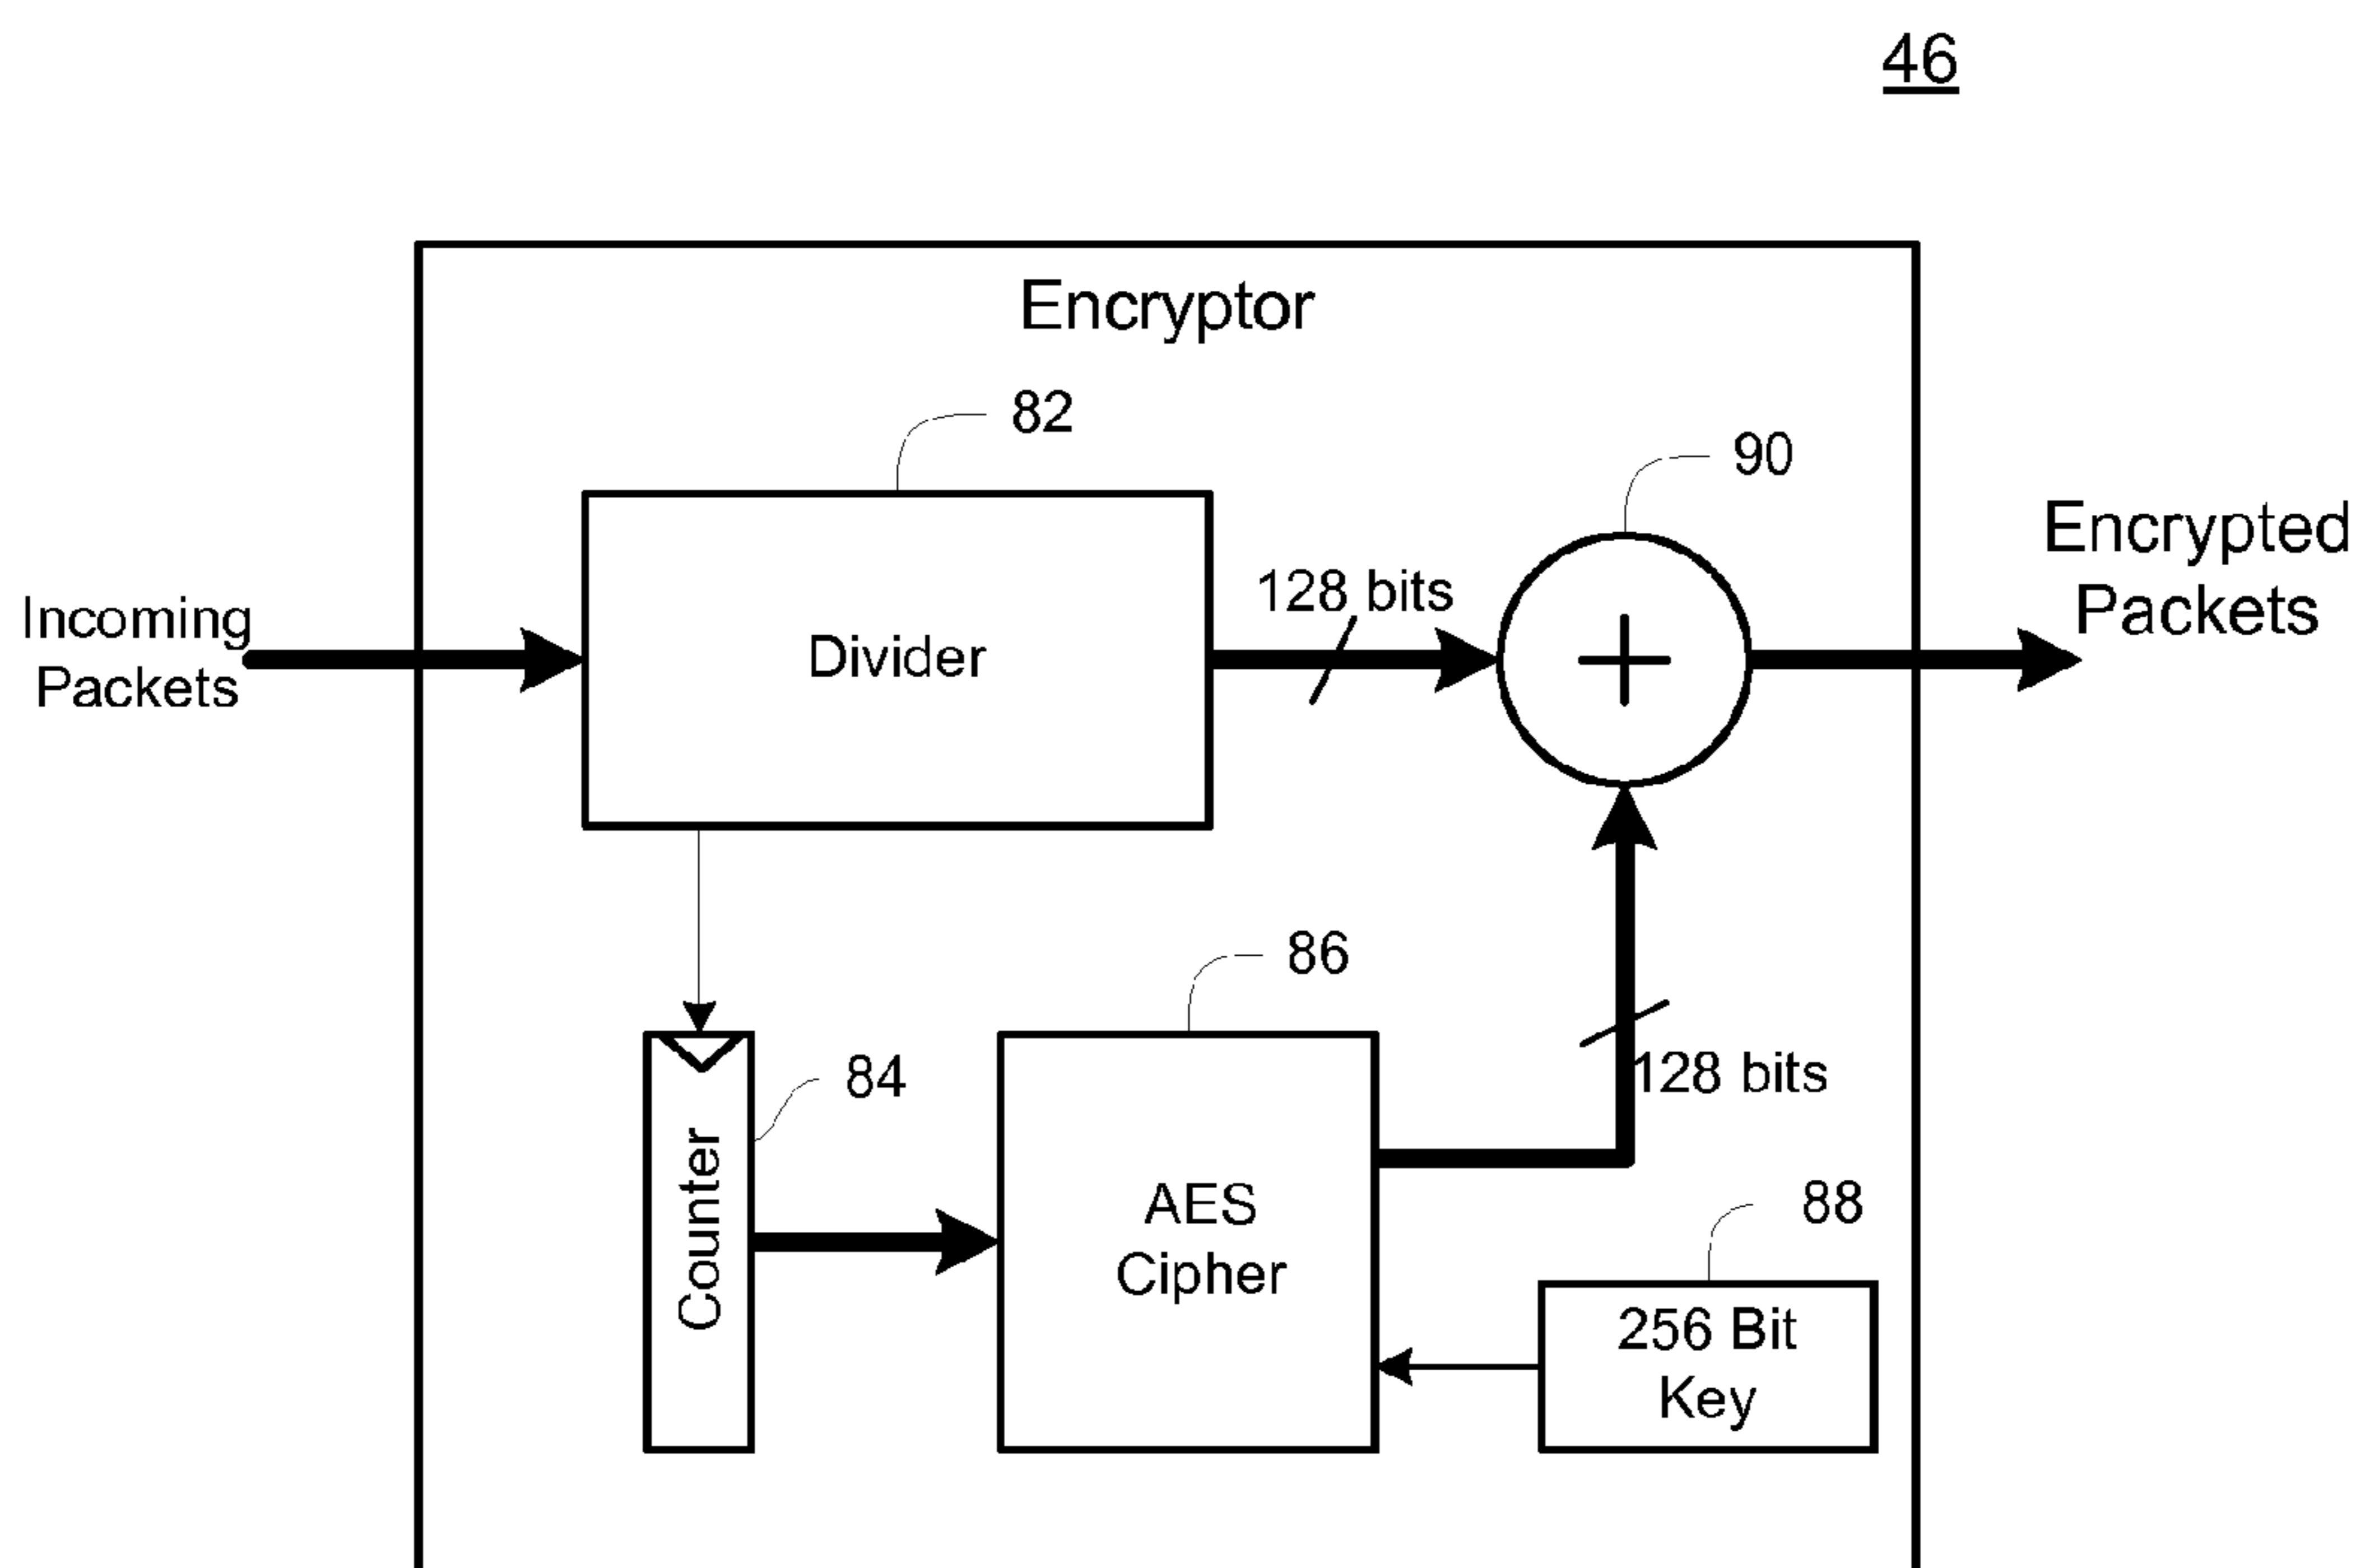 46
Encryptor
82
90
Encrypted
Packets
128 bits
Incoming
Packets
Divider
86
128 bits
84
Counter
AES
Cipher
88
256 Bit
Key